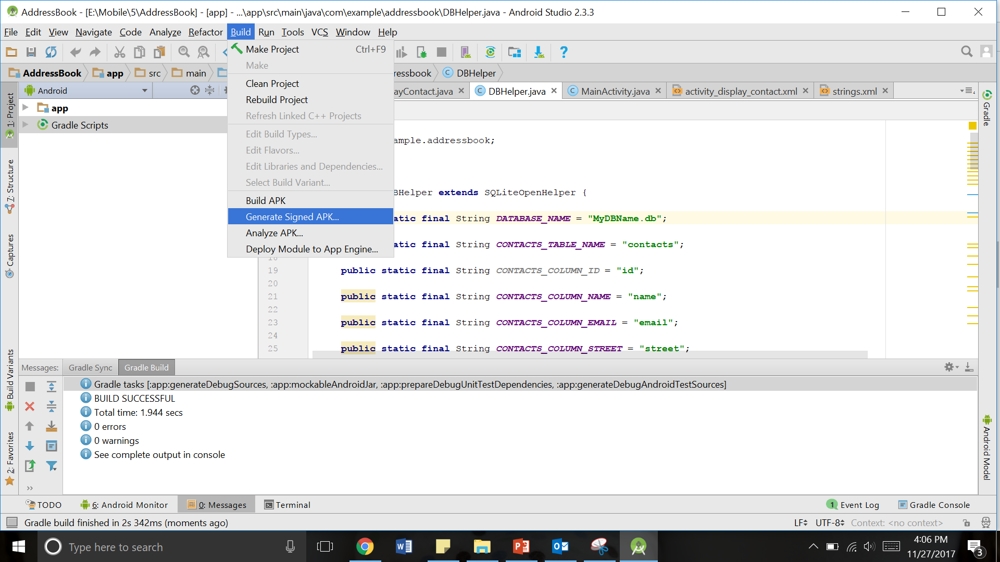 AddressBook - [E:\Mobile\5\AddressBook] - [app] - ...\app\src\main\java\com\example\addressbook\DBHelper.java - Android Studio 2.3.3
File Edit View Navigate Code Analyze Refactor Build Run Tools VCS Window Help
Make Project Ctrl+F9
Make
Clean Project
Rebuild Project
Refresh Linked C++ Projects
Edit Build Types...
Edit Flavors...
Edit Libraries and Dependencies...
Select Build Variant...
Build APK
Generate Signed APK...
Analyze APK...
Deploy Module to App Engine...
AddressBook app src main ressbook DBHelper
Android
ayContact.java DBHelper.java MainActivity.java activity_display_contact.xml strings.xml
app
Gradle Scripts
1: Project
7: Structure
Captures
Build Variants
2: Favorites
Gradle
Android Model
ample.addressbook;
BHelper extends SQLiteOpenHelper {
atic final String DATABASE_NAME = "MyDBName.db";
atic final String CONTACTS_TABLE_NAME = "contacts";
18
19 public static final String CONTACTS_COLUMN_ID = "id";
20
21 public static final String CONTACTS_COLUMN_NAME = "name";
22
23 public static final String CONTACTS_COLUMN_EMAIL = "email";
24
25 public static final String CONTACTS_COLUMN_STREET = "street";
Messages: Gradle Sync Gradle Build
Gradle tasks [:app:generateDebugSources, :app:mockableAndroidJar, :app:prepareDebugUnitTestDependencies, :app:generateDebugAndroidTestSources]
BUILD SUCCESSFUL
Total time: 1.944 secs
0 errors
0 warnings
See complete output in console
TODO 6: Android Monitor 0: Messages Terminal 1 Event Log Gradle Console
Gradle build finished in 2s 342ms (moments ago) LF UTF-8 Context: <no context>
Type here to search
4:06 PM
11/27/2017
3